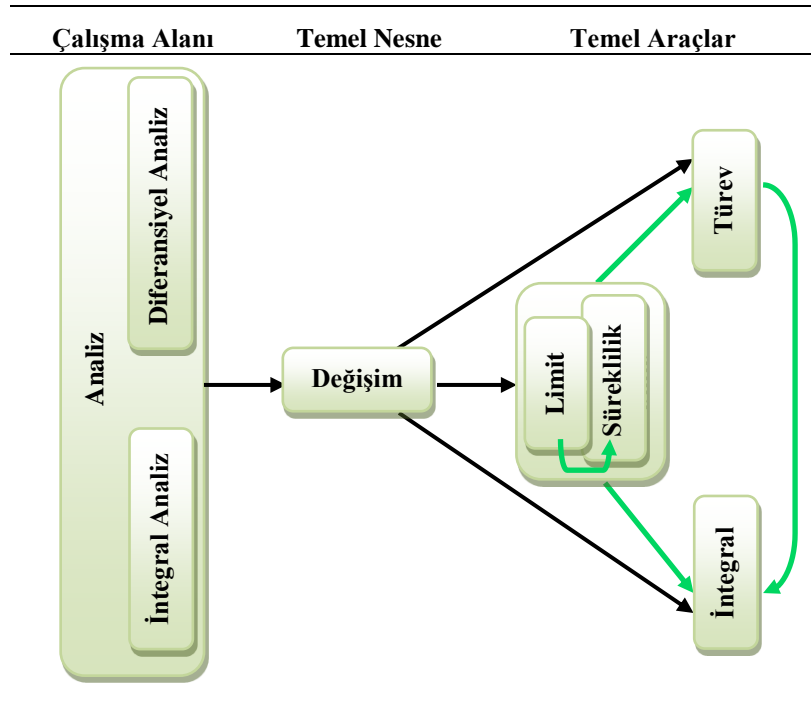 Çalışma Alanı Temel Nesne Temel Araçlar
Analiz
Diferansiyel Analiz
İntegral Analiz
Değişim
Limit
Süreklilik
Türev
İntegral